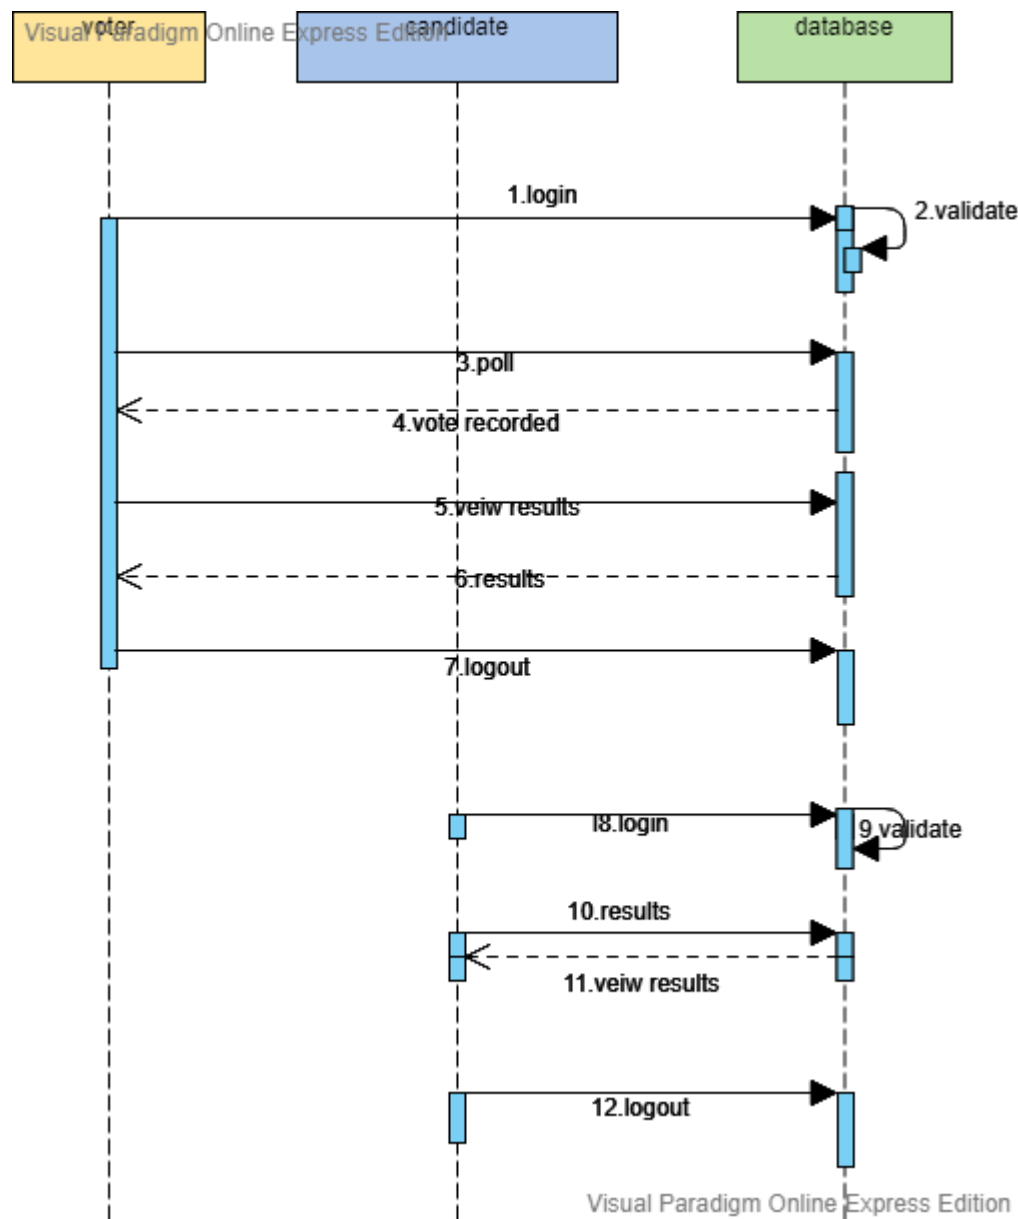 voter
candidate
database
Visual Paradigm Online Express Edition
1.login
2.validate
3.poll
4.vote recorded
5.veiw results
6.results
7.logout
l8.login
9.validate
10.results
11.veiw results
12.logout
Visual Paradigm Online Express Edition